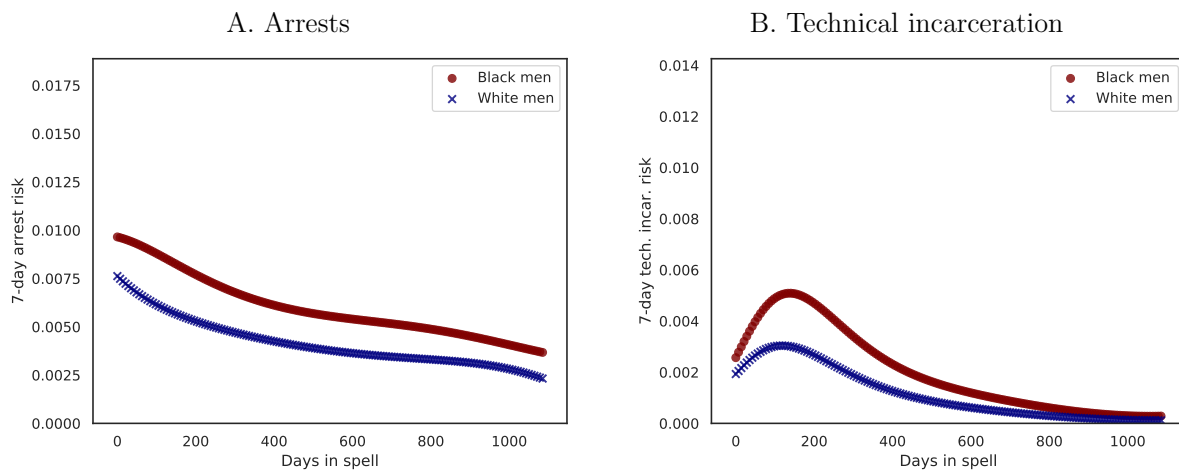 A. Arrests
7-day arrest risk
0.0175
0.0150
0.0125
0.0100
0.0075
0.0050
0.0025
0.0000
Black men
White men
0 200 400 600 800 1000
Days in spell
B. Technical incarceration
7-day tech. incar. risk
0.014
0.012
0.010
0.008
0.006
0.004
0.002
0.000
Black men
White men
0 200 400 600 800 1000
Days in spell